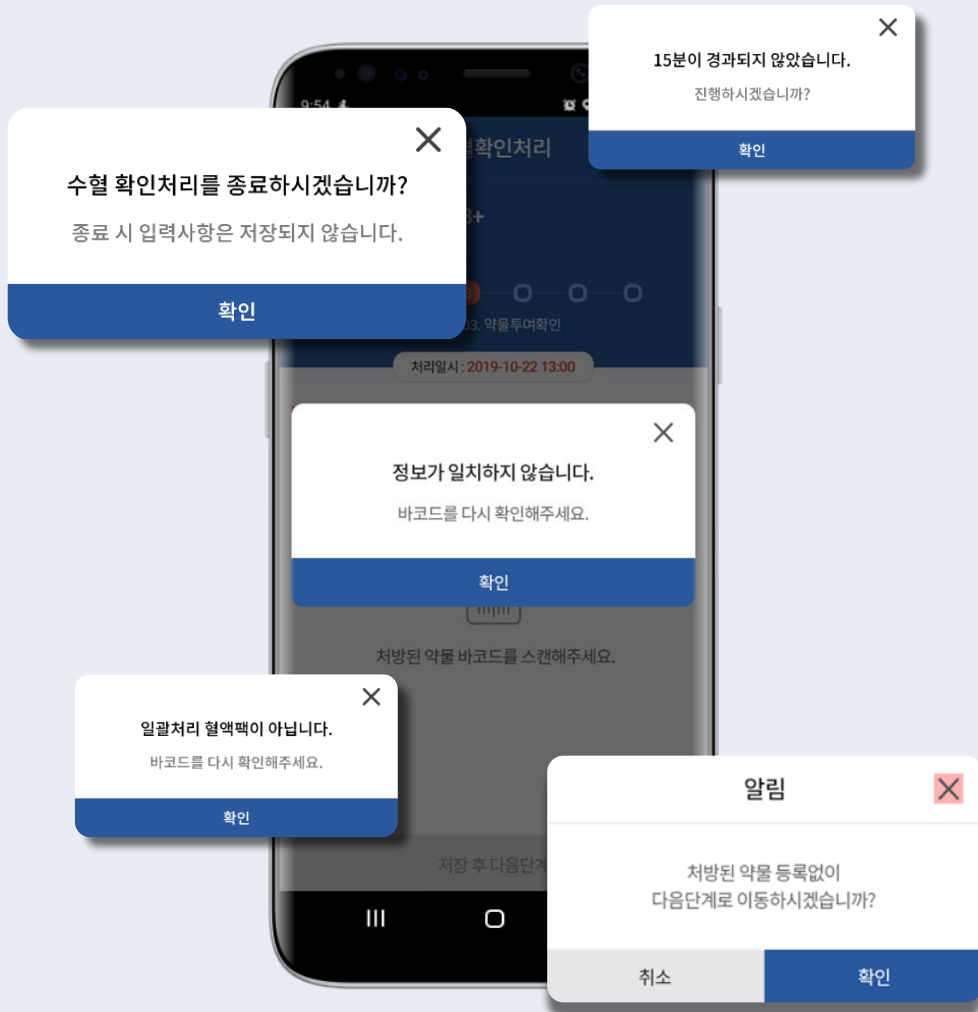 15분이 경과되지 않았습니다.
진행하시겠습니까?
확인
9:54
수혈 확인처리를 종료하시겠습니까?
종료 시 입력사항은 저장되지 않습니다.
확인
확인처리
03. 약물투여확인
처리일시 : 2019-10-22 13:00
정보가 일치하지 않습니다.
바코드를 다시 확인해주세요.
확인
처방된 약물 바코드를 스캔해주세요.
일괄처리 혈액팩이 아닙니다.
바코드를 다시 확인해주세요.
확인
저장 후 다음단계
알림
처방된 약물 등록없이
다음단계로 이동하시겠습니까?
취소
확인